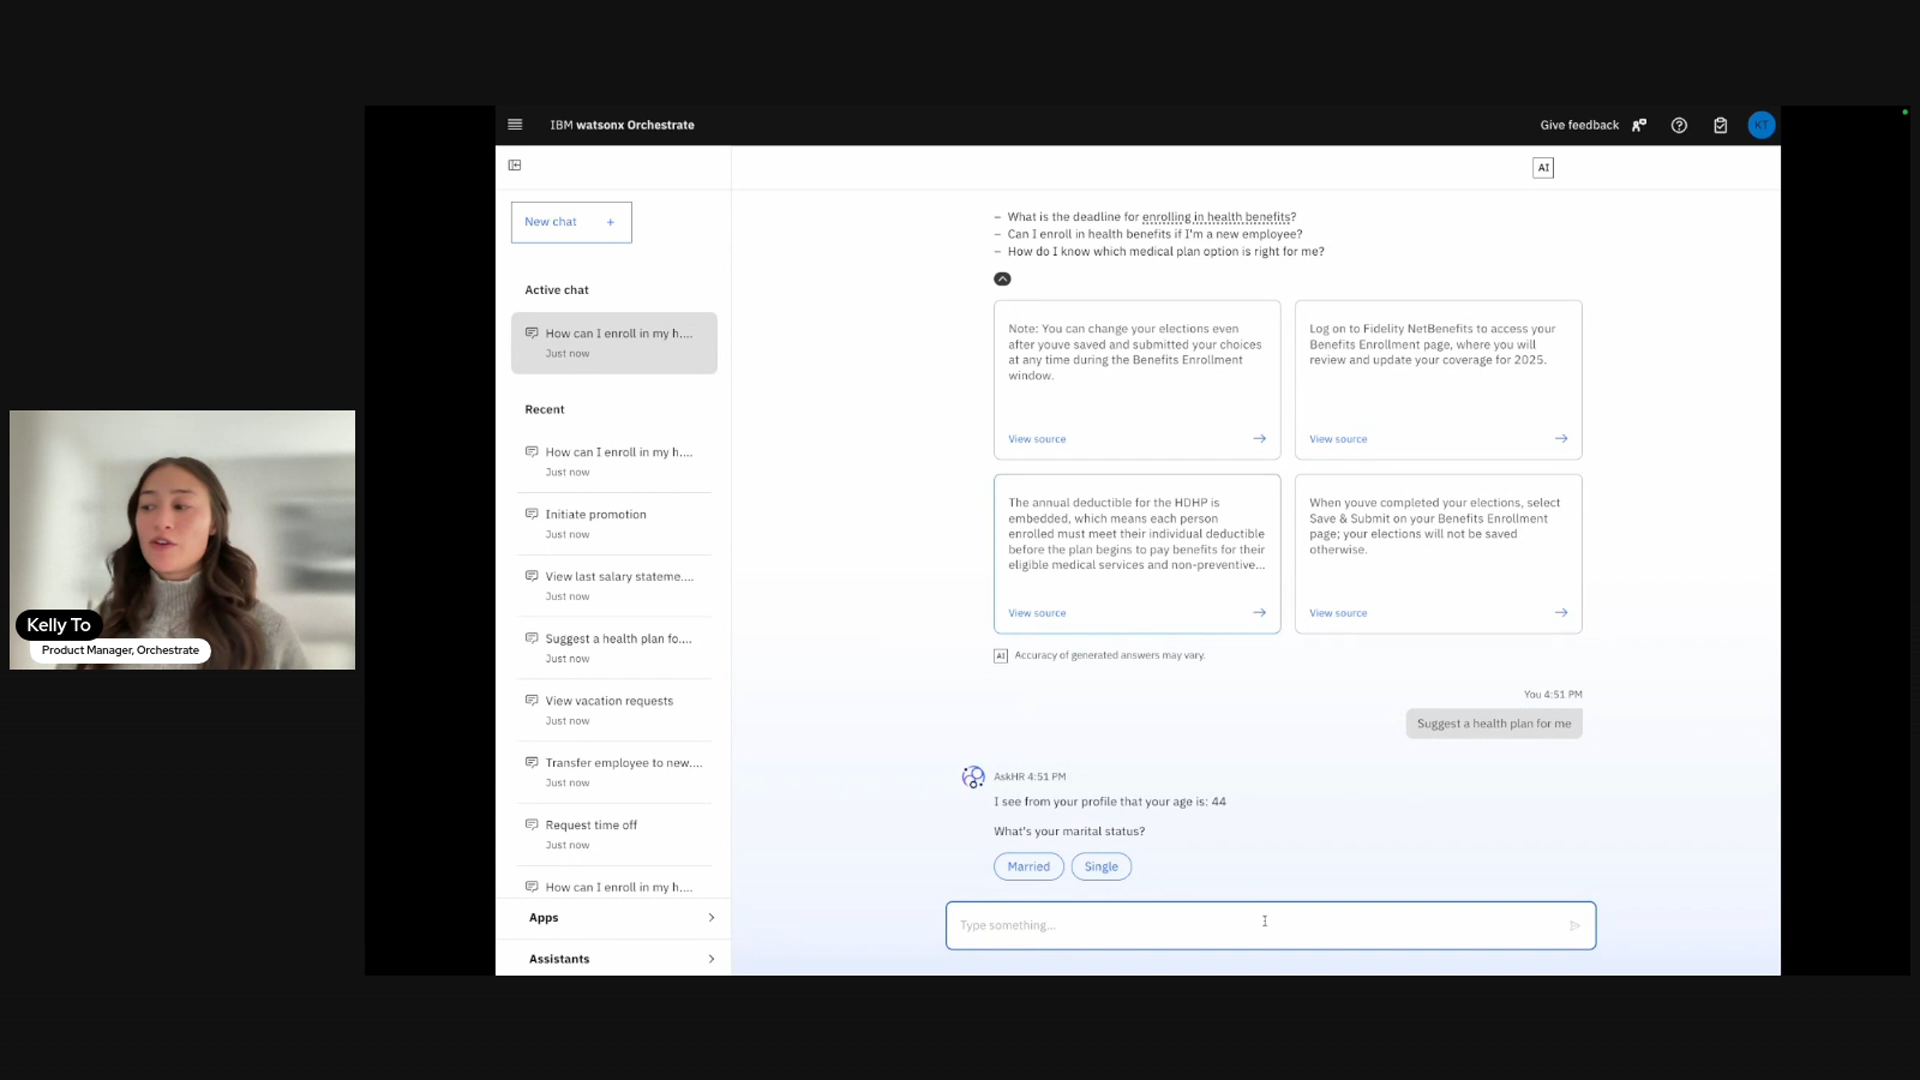 IBM watsonx Orchestrate
Give feedback
KT
AI
New chat +
Active chat
How can I enroll in my h....
Just now
Recent
How can I enroll in my h....
Just now
Initiate promotion
Just now
View last salary stateme....
Just now
Suggest a health plan fo....
Just now
View vacation requests
Just now
Transfer employee to new....
Just now
Request time off
Just now
How can I enroll in my h....
Apps
Assistants
– What is the deadline for enrolling in health benefits?
– Can I enroll in health benefits if I'm a new employee?
– How do I know which medical plan option is right for me?
Note: You can change your elections even
after youve saved and submitted your choices
at any time during the Benefits Enrollment
window.
View source
Log on to Fidelity NetBenefits to access your
Benefits Enrollment page, where you will
review and update your coverage for 2025.
View source
The annual deductible for the HDHP is
embedded, which means each person
enrolled must meet their individual deductible
before the plan begins to pay benefits for their
eligible medical services and non-preventive...
View source
When youve completed your elections, select
Save & Submit on your Benefits Enrollment
page; your elections will not be saved
otherwise.
View source
AI Accuracy of generated answers may vary.
You 4:51 PM
Suggest a health plan for me
AskHR 4:51 PM
I see from your profile that your age is: 44
What's your marital status?
Married
Single
Type something...
Kelly To
Product Manager, Orchestrate